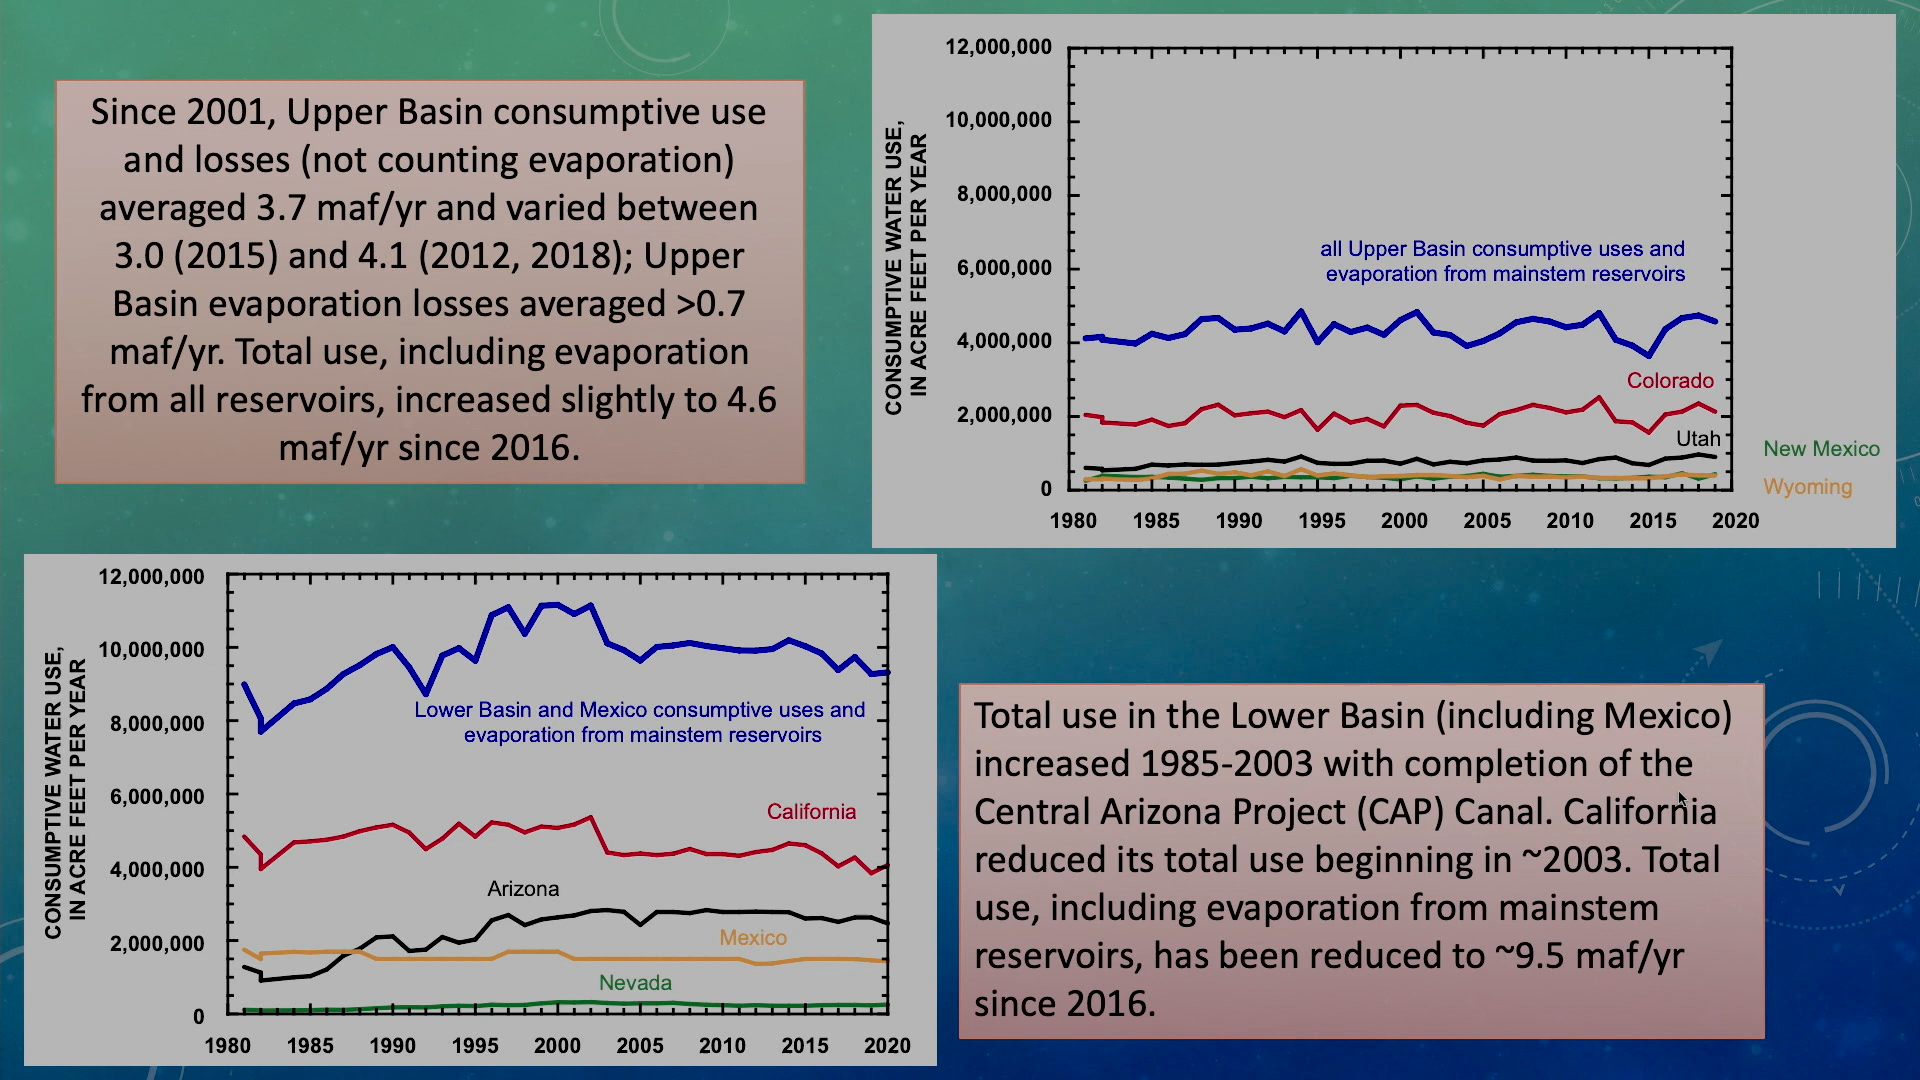 Since 2001, Upper Basin consumptive use
and losses (not counting evaporation)
averaged 3.7 maf/yr and varied between
3.0 (2015) and 4.1 (2012, 2018); Upper
Basin evaporation losses averaged >0.7
maf/yr. Total use, including evaporation
from all reservoirs, increased slightly to 4.6
maf/yr since 2016.
CONSUMPTIVE WATER USE,
IN ACRE FEET PER YEAR
12,000,000
10,000,000
8,000,000
6,000,000
4,000,000
2,000,000
0
all Upper Basin consumptive uses and
evaporation from mainstem reservoirs
Colorado
Utah
New Mexico
Wyoming
1980 1985 1990 1995 2000 2005 2010 2015 2020
CONSUMPTIVE WATER USE,
IN ACRE FEET PER YEAR
12,000,000
10,000,000
8,000,000
6,000,000
4,000,000
2,000,000
0
Lower Basin and Mexico consumptive uses and
evaporation from mainstem reservoirs
California
Arizona
Mexico
Nevada
1980 1985 1990 1995 2000 2005 2010 2015 2020
Total use in the Lower Basin (including Mexico)
increased 1985-2003 with completion of the
Central Arizona Project (CAP) Canal. California
reduced its total use beginning in ~2003. Total
use, including evaporation from mainstem
reservoirs, has been reduced to ~9.5 maf/yr
since 2016.